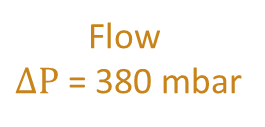 Flow
ΔP = 380 mbar